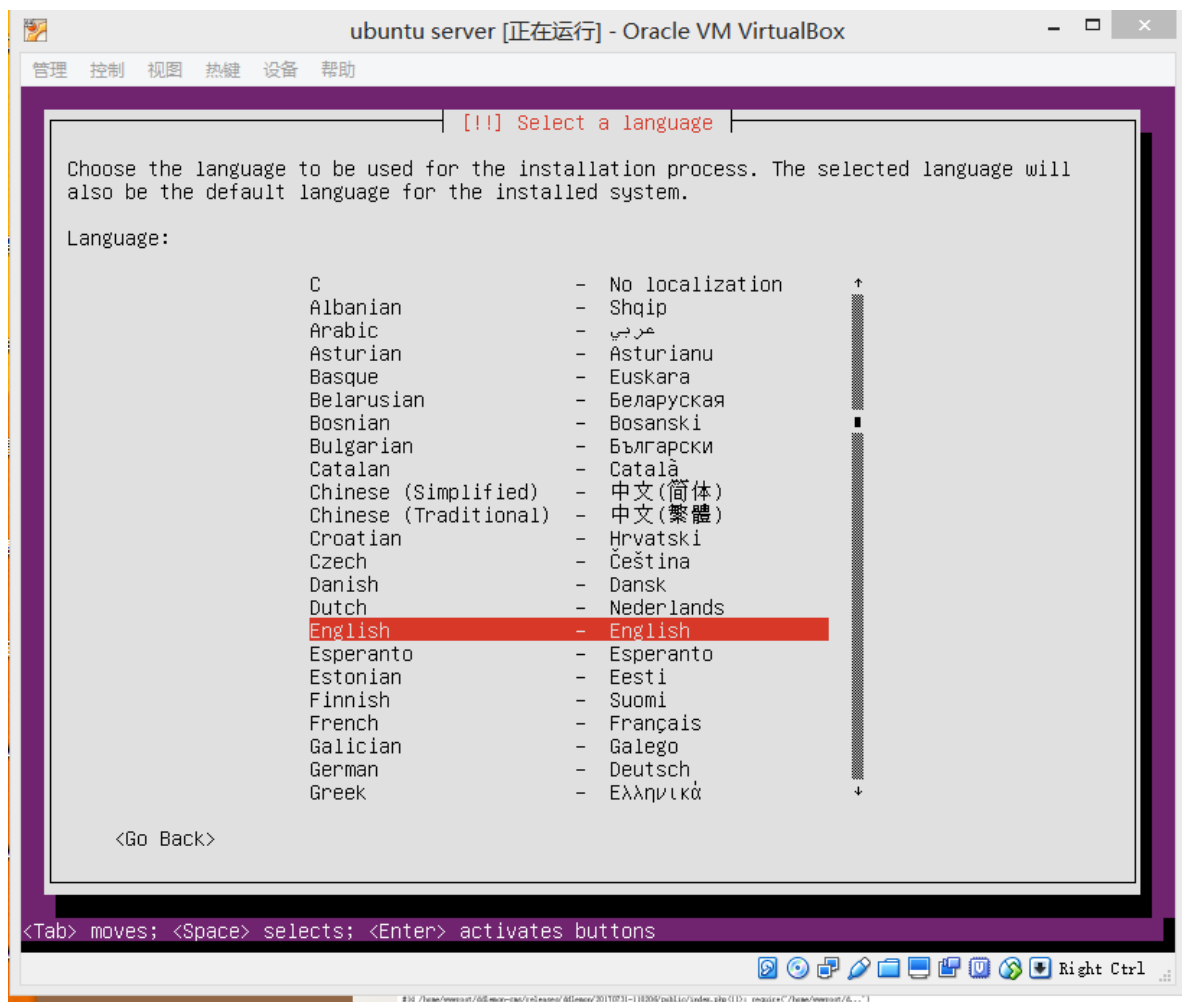 ubuntu server [正在运行] - Oracle VM VirtualBox
管理 控制 视图 热键 设备 帮助
[!!] Select a language
Choose the language to be used for the installation process. The selected language will
also be the default language for the installed system.
Language:
C - No localization
Albanian - Shqip
Arabic - عربي
Asturian - Asturianu
Basque - Euskara
Belarusian - Беларуская
Bosnian - Bosanski
Bulgarian - Български
Catalan - Català
Chinese (Simplified) - 中文(简体)
Chinese (Traditional) - 中文(繁體)
Croatian - Hrvatski
Czech - Čeština
Danish - Dansk
Dutch - Nederlands
English - English
Esperanto - Esperanto
Estonian - Eesti
Finnish - Suomi
French - Français
Galician - Galego
German - Deutsch
Greek - Ελληνικά
<Go Back>
<Tab> moves; <Space> selects; <Enter> activates buttons
Right Ctrl